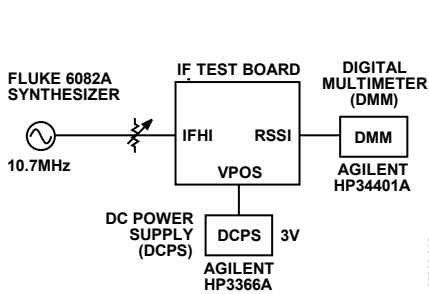 FLUKE 6082A
SYNTHESIZER
10.7MHz
IF TEST BOARD
IFHI
RSSI
VPOS
DIGITAL
MULTIMETER
(DMM)
DMM
AGILENT
HP34401A
DC POWER
SUPPLY
(DCPS)
DCPS
3V
AGILENT
HP3366A